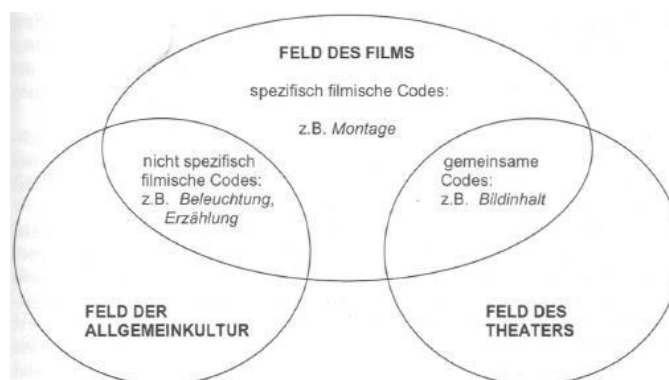 FELD DES FILMS
spezifisch filmische Codes:
z.B. Montage
nicht spezifisch
filmische Codes:
z.B. Beleuchtung,
Erzählung
gemeinsame
Codes:
z.B. Bildinhalt
FELD DER
ALLGEMEINKULTUR
FELD DES
THEATERS